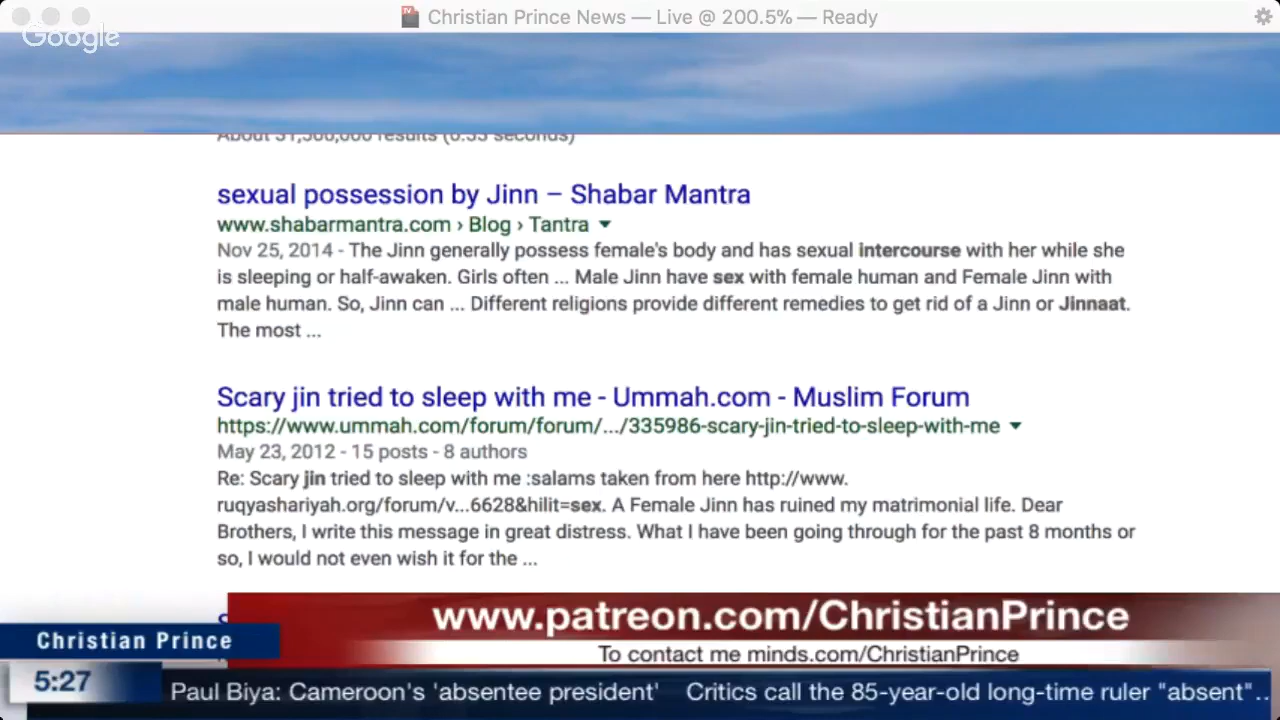 Christian Prince News — Live @ 200.5% — Ready
Google
About 31,500,000 results (0.55 seconds)
sexual possession by Jinn – Shabar Mantra
www.shabarmantra.com › Blog › Tantra
Nov 25, 2014 - The Jinn generally possess female's body and has sexual intercourse with her while she
is sleeping or half-awaken. Girls often ... Male Jinn have sex with female human and Female Jinn with
male human. So, Jinn can ... Different religions provide different remedies to get rid of a Jinn or Jinnaat.
The most ...
Scary jin tried to sleep with me - Ummah.com - Muslim Forum
https://www.ummah.com/forum/forum/.../335986-scary-jin-tried-to-sleep-with-me
May 23, 2012 - 15 posts - 8 authors
Re: Scary jin tried to sleep with me :salams taken from here http://www.
ruqyashariyah.org/forum/v...6628&hilit=sex. A Female Jinn has ruined my matrimonial life. Dear
Brothers, I write this message in great distress. What I have been going through for the past 8 months or
so, I would not even wish it for the ...
www.patreon.com/ChristianPrince
Christian Prince
To contact me minds.com/ChristianPrince
5:27
Paul Biya: Cameroon's 'absentee president' Critics call the 85-year-old long-time ruler "absent"..